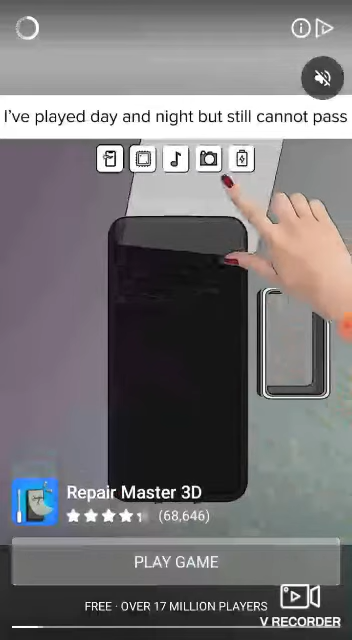 I've played day and night but still cannot pass
Repair Master 3D
(68,646)
PLAY GAME
FREE · OVER 17 MILLION PLAYERS
V RECORDER